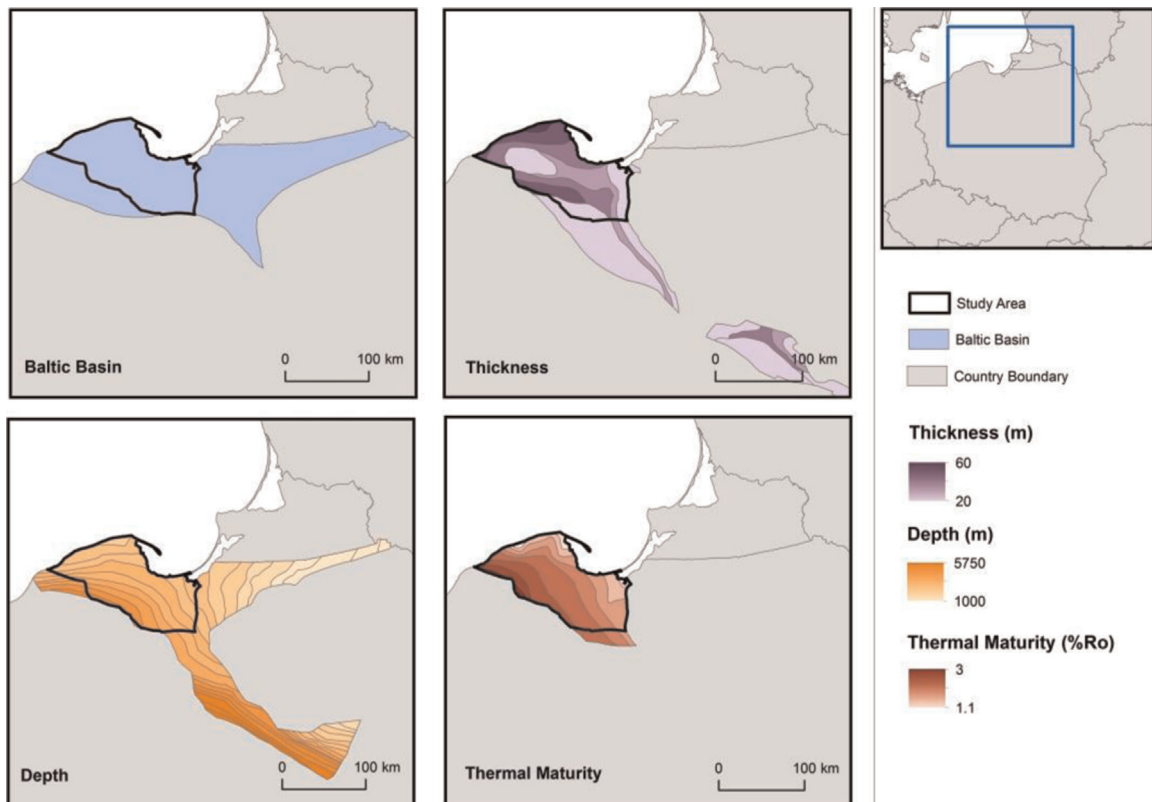 Baltic Basin
0 100 km
Thickness
0 100 km
Study Area
Baltic Basin
Country Boundary
Thickness (m)
60
20
Depth (m)
5750
1000
Thermal Maturity (%Ro)
3
1.1
Depth
0 100 km
Thermal Maturity
0 100 km